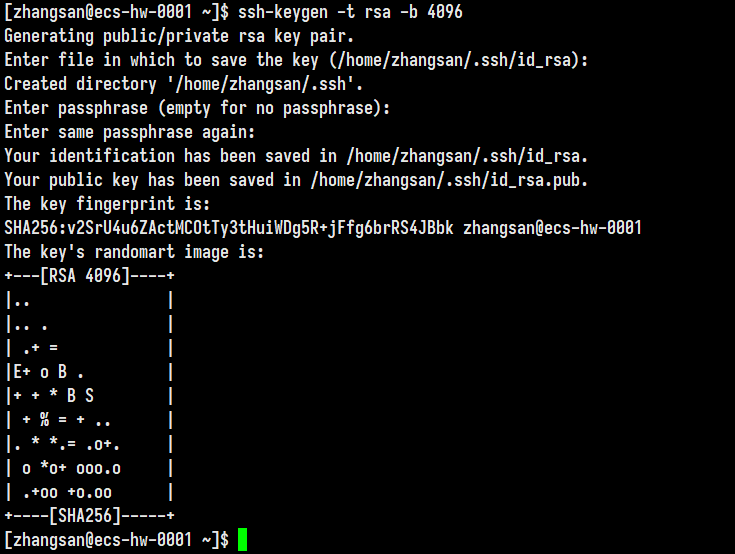 [zhangsan@ecs-hw-0001 ~]$ ssh-keygen -t rsa -b 4096
Generating public/private rsa key pair.
Enter file in which to save the key (/home/zhangsan/.ssh/id_rsa):
Created directory '/home/zhangsan/.ssh'.
Enter passphrase (empty for no passphrase):
Enter same passphrase again:
Your identification has been saved in /home/zhangsan/.ssh/id_rsa.
Your public key has been saved in /home/zhangsan/.ssh/id_rsa.pub.
The key fingerprint is:
SHA256:v2SrU4u6ZActMCOtTy3tHuiWDg5R+jFfg6brRS4JBbk zhangsan@ecs-hw-0001
The key's randomart image is:
+---[RSA 4096]----+
|..               |
|.. .             |
| .+ =            |
|E+ o B .         |
|+ + * B S        |
| + % = + ..      |
|. * *.= .o+.     |
| o *o+ ooo.o     |
| .+oo +o.oo      |
+----[SHA256]-----+
[zhangsan@ecs-hw-0001 ~]$